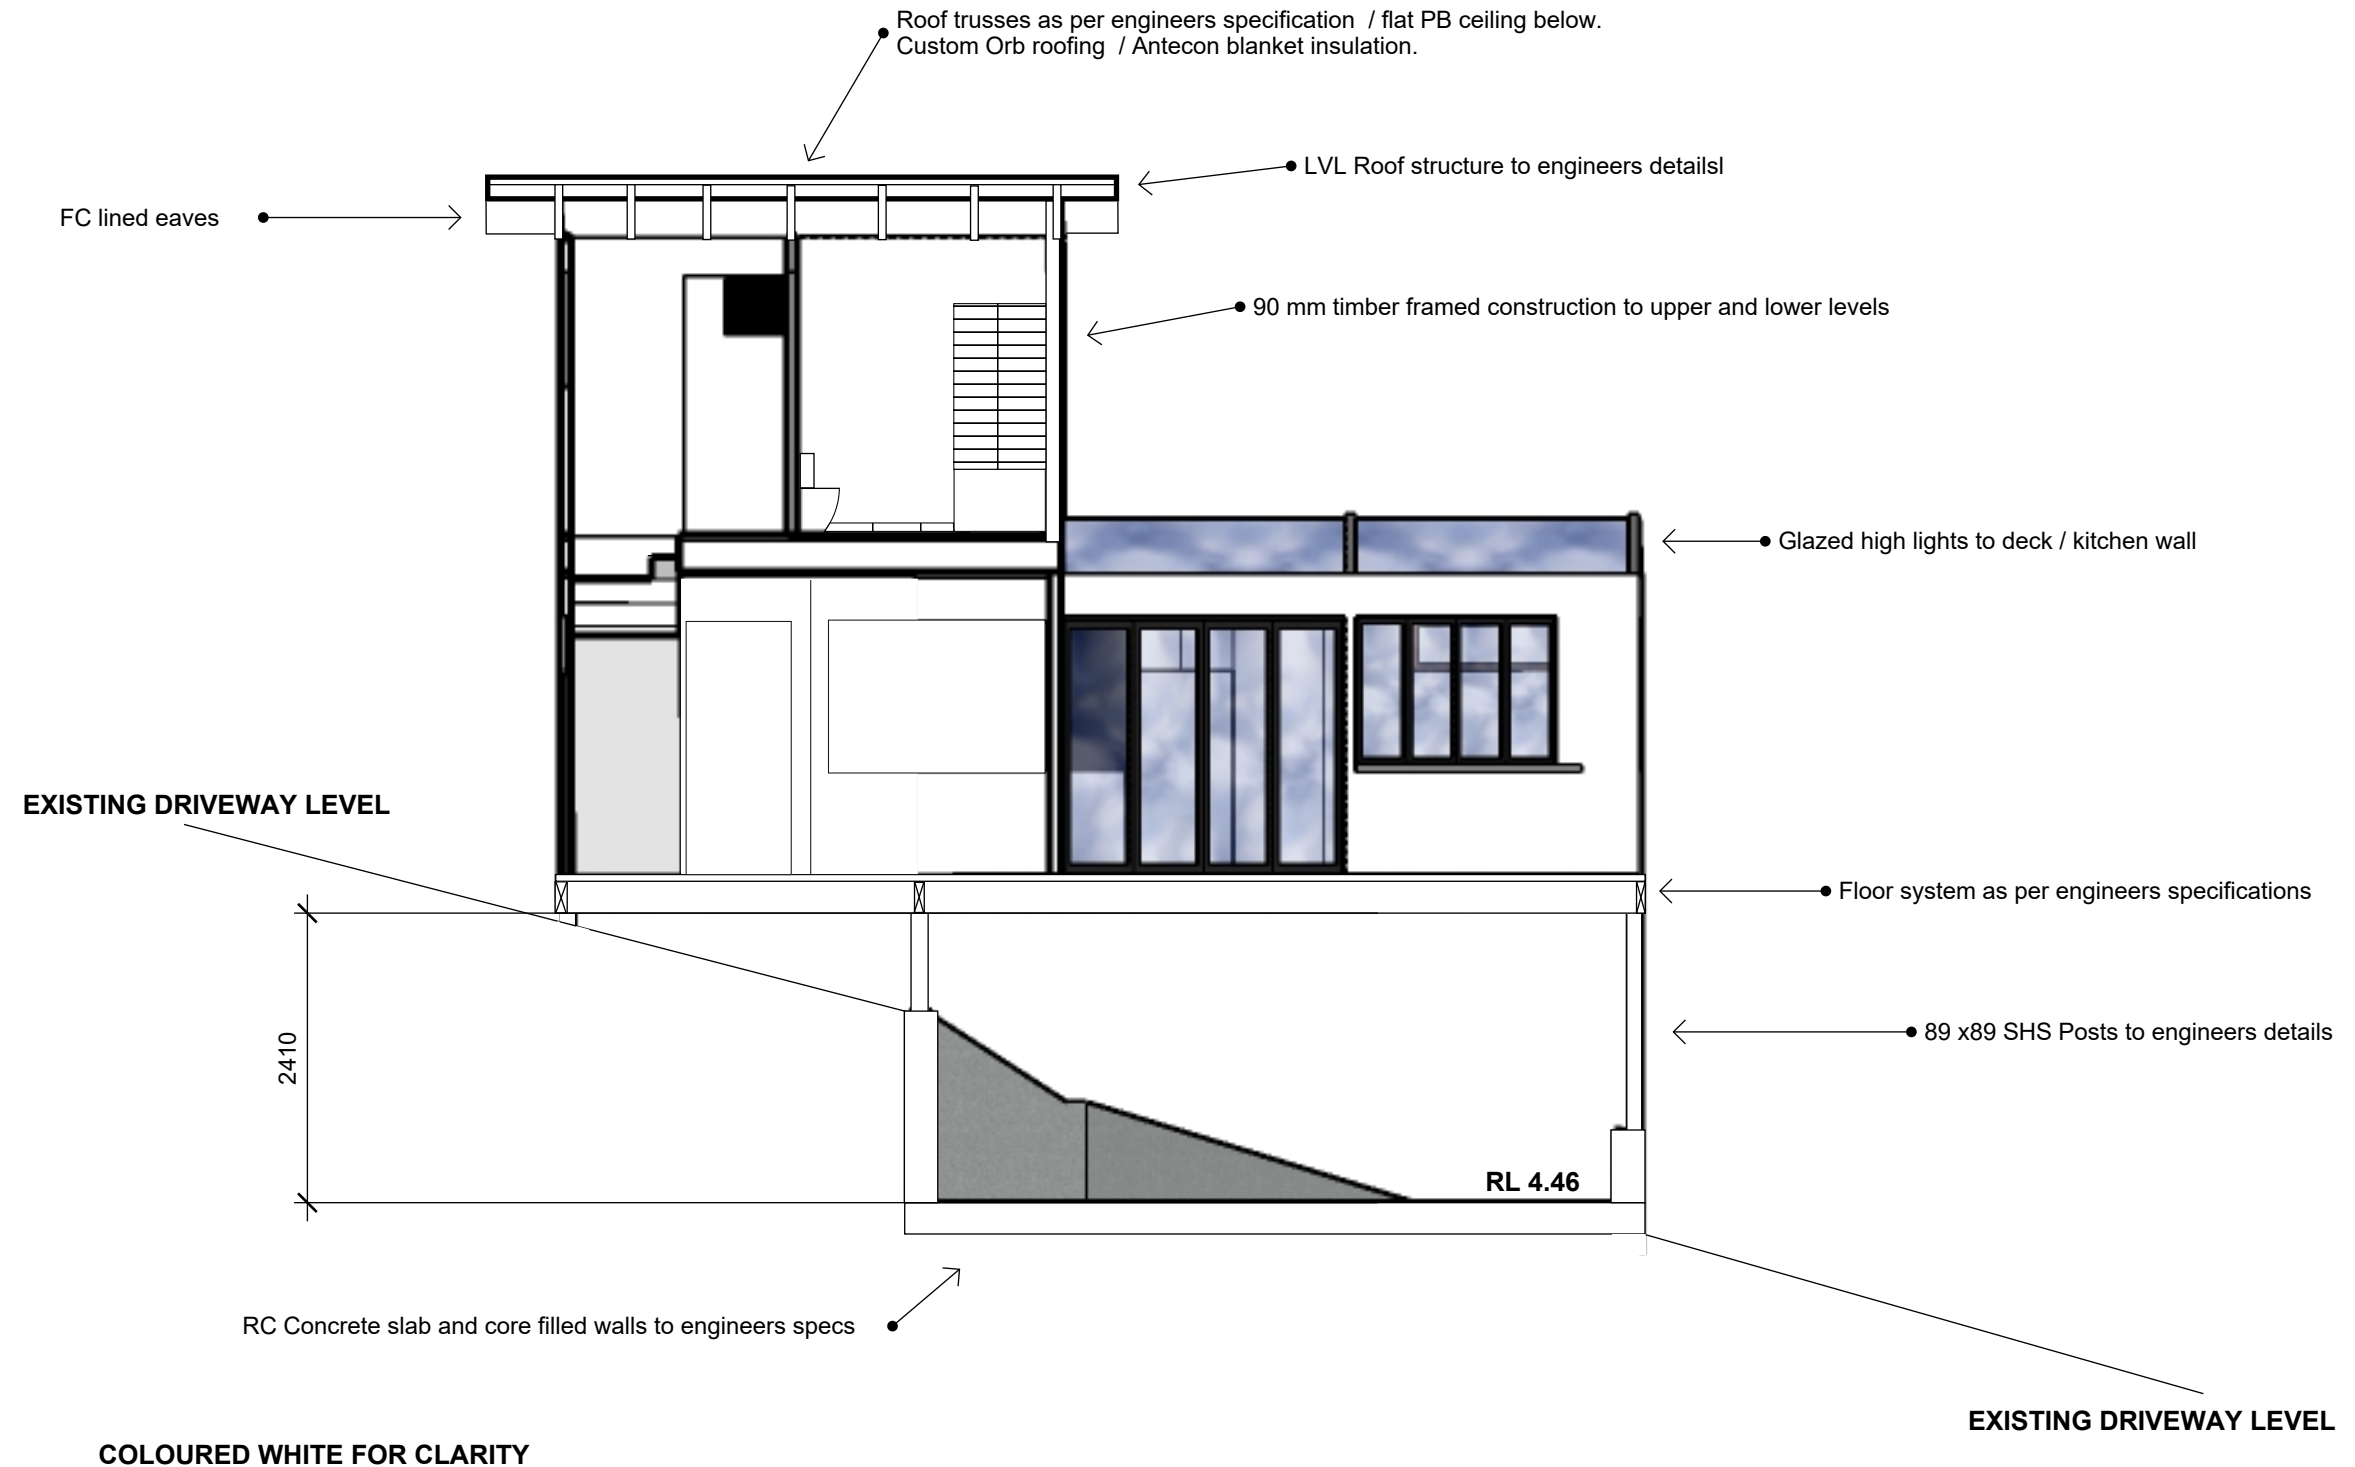 Roof trusses as per engineers specification  / flat PB ceiling below.
Custom Orb roofing  / Antecon blanket insulation.
LVL Roof structure to engineers detailsl
FC lined eaves
90 mm timber framed construction to upper and lower levels
Glazed high lights to deck / kitchen wall
EXISTING DRIVEWAY LEVEL
Floor system as per engineers specifications
89 x89 SHS Posts to engineers details
2410
RL 4.46
RC Concrete slab and core filled walls to engineers specs
EXISTING DRIVEWAY LEVEL
COLOURED WHITE FOR CLARITY